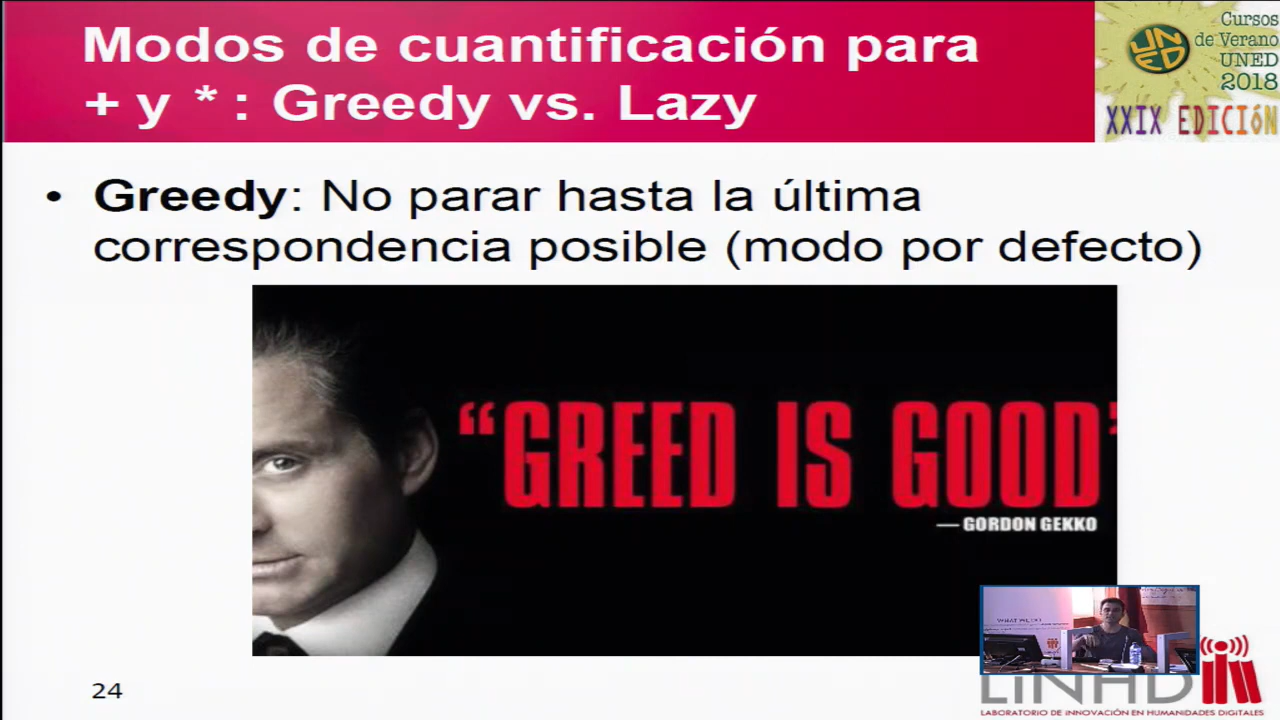 Modos de cuantificación para
+ y * : Greedy vs. Lazy
Cursos
de Verano
UNED
2018
XXIX EDICIÓN
• Greedy: No parar hasta la última
correspondencia posible (modo por defecto)
“GREED IS GOOD”
— GORDON GEKKO
24
LINHD
LABORATORIO DE INNOVACIÓN EN HUMANIDADES DIGITALES